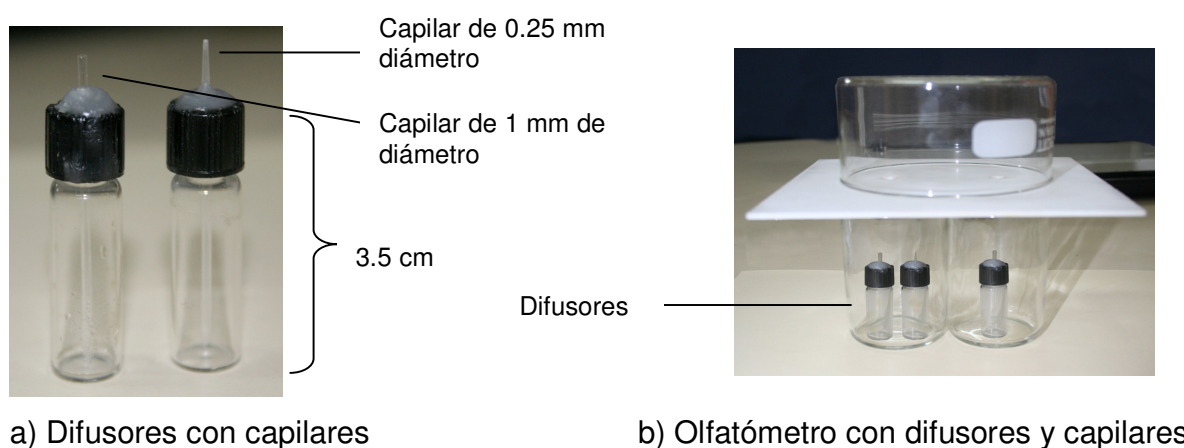 Capilar de 0.25 mm
diámetro
Capilar de 1 mm de
diámetro
3.5 cm
Difusores
a) Difusores con capilares
b) Olfatómetro con difusores y capilares